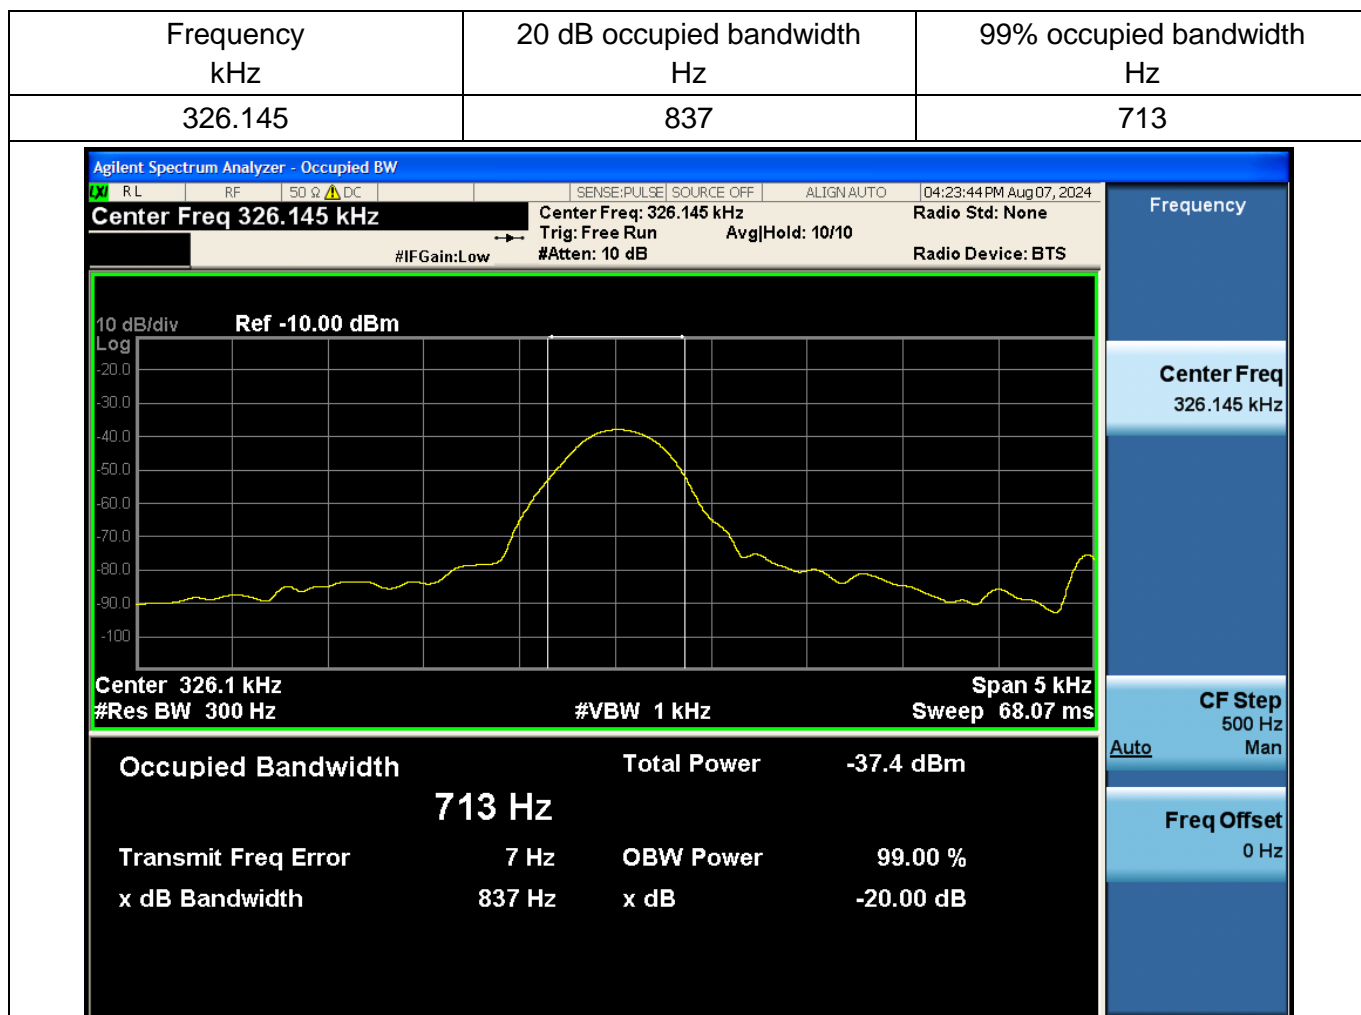 Frequency 20 dB occupied bandwidth 99% occupied bandwidth
kHz Hz Hz
326.145 837 713
Agilent Spectrum Analyzer - Occupied BW
LXI RL RF 50 Ω DC SENSE:PULSE SOURCE OFF ALIGN AUTO 04:23:44 PM Aug 07, 2024
Center Freq 326.145 kHz
Center Freq: 326.145 kHz Radio Std: None
Trig: Free Run Avg|Hold: 10/10
#IFGain:Low #Atten: 10 dB Radio Device: BTS
10 dB/div Ref -10.00 dBm
Log
-20.0
-30.0
-40.0
-50.0
-60.0
-70.0
-80.0
-90.0
-100
Center 326.1 kHz Span 5 kHz
#Res BW 300 Hz #VBW 1 kHz Sweep 68.07 ms
Occupied Bandwidth Total Power -37.4 dBm
713 Hz
Transmit Freq Error 7 Hz OBW Power 99.00 %
x dB Bandwidth 837 Hz x dB -20.00 dB
Frequency
Center Freq
326.145 kHz
CF Step
500 Hz
Auto Man
Freq Offset
0 Hz